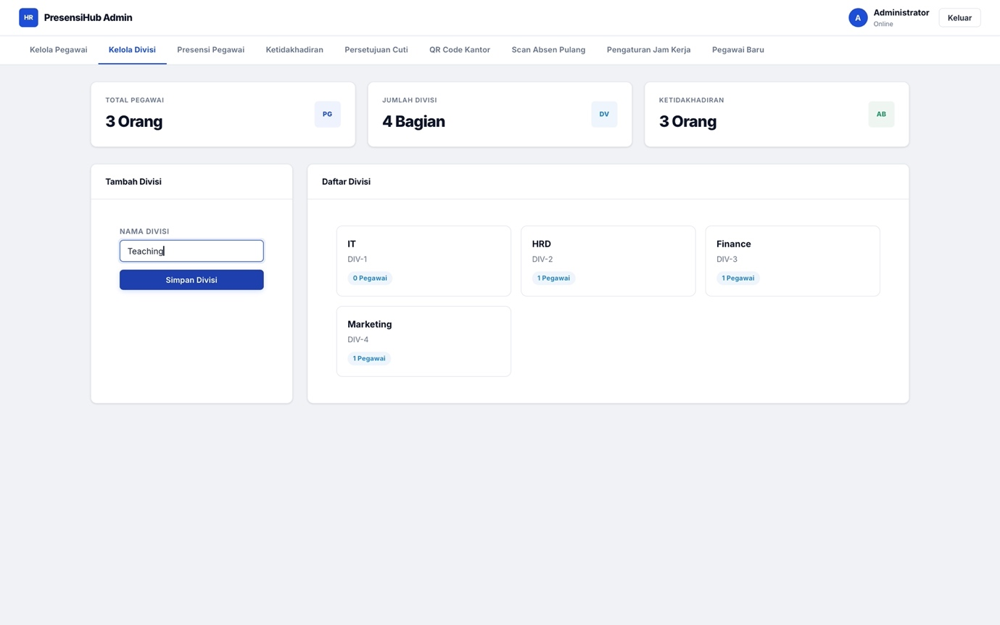 HR PresensiHub Admin
A Administrator
Online
Keluar
Kelola Pegawai Kelola Divisi Presensi Pegawai Ketidakhadiran Persetujuan Cuti QR Code Kantor Scan Absen Pulang Pengaturan Jam Kerja Pegawai Baru
TOTAL PEGAWAI
3 Orang
PG
JUMLAH DIVISI
4 Bagian
DV
KETIDAKHADIRAN
3 Orang
AB
Tambah Divisi
NAMA DIVISI
Teaching
Simpan Divisi
Daftar Divisi
IT
DIV-1
0 Pegawai
HRD
DIV-2
1 Pegawai
Finance
DIV-3
1 Pegawai
Marketing
DIV-4
1 Pegawai